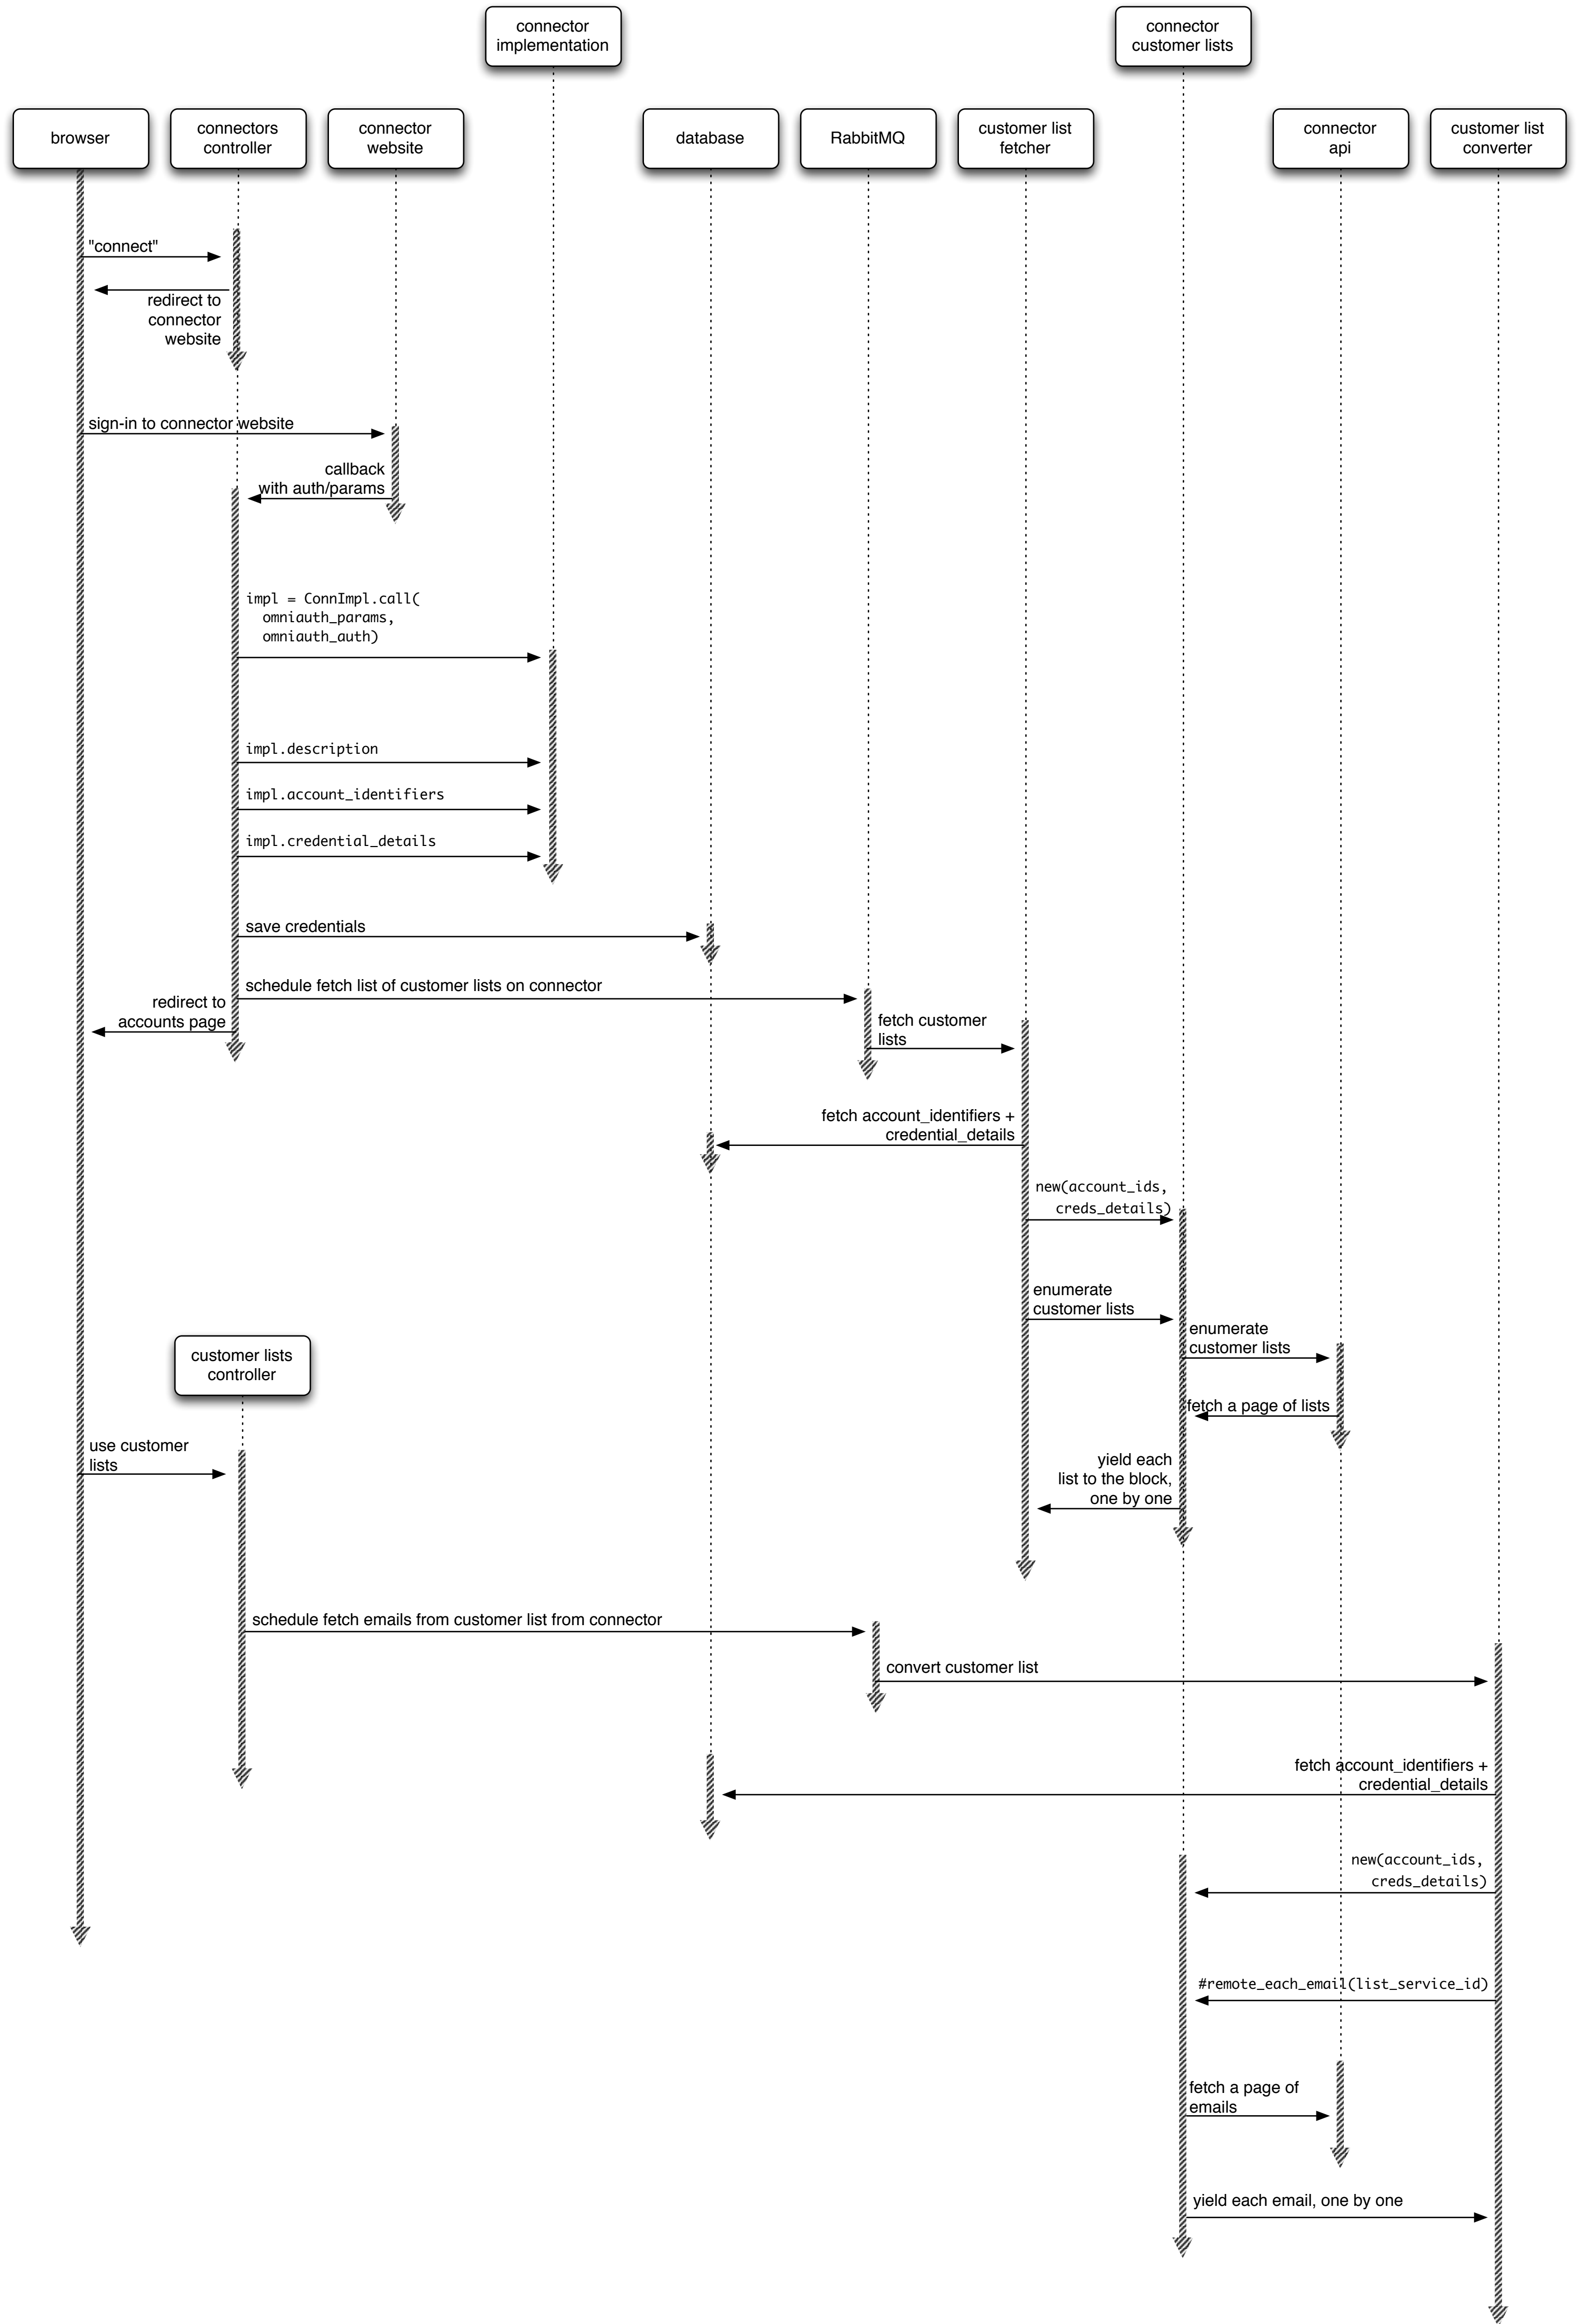 connector
implementation
connector
customer lists
browser
connectors
controller
connector
website
database
RabbitMQ
customer list
fetcher
connector
api
customer list
converter
"connect"
redirect to
connector
website
sign-in to connector website
callback
with auth/params
impl = ConnImpl.call(
omniauth_params,
omniauth_auth)
impl.description
impl.account_identifiers
impl.credential_details
save credentials
schedule fetch list of customer lists on connector
redirect to
accounts page
fetch customer
lists
fetch account_identifiers +
credential_details
new(account_ids,
creds_details)
enumerate
customer lists
enumerate
customer lists
customer lists
controller
fetch a page of lists
use customer
lists
yield each
list to the block,
one by one
schedule fetch emails from customer list from connector
convert customer list
fetch account_identifiers +
credential_details
new(account_ids,
creds_details)
#remote_each_email(list_service_id)
fetch a page of
emails
yield each email, one by one